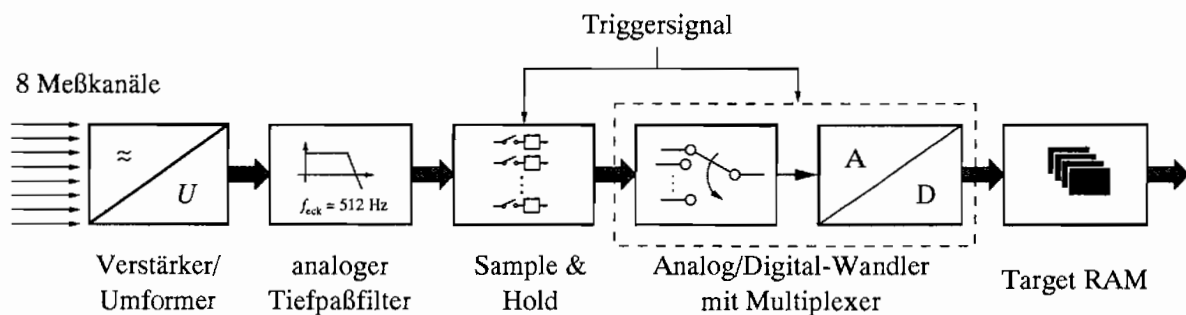 Triggersignal
8 Meßkanäle
≈
U
f_eck = 512 Hz
A
D
Verstärker/
Umformer
analoger
Tiefpaßfilter
Sample &
Hold
Analog/Digital-Wandler
mit Multiplexer
Target RAM